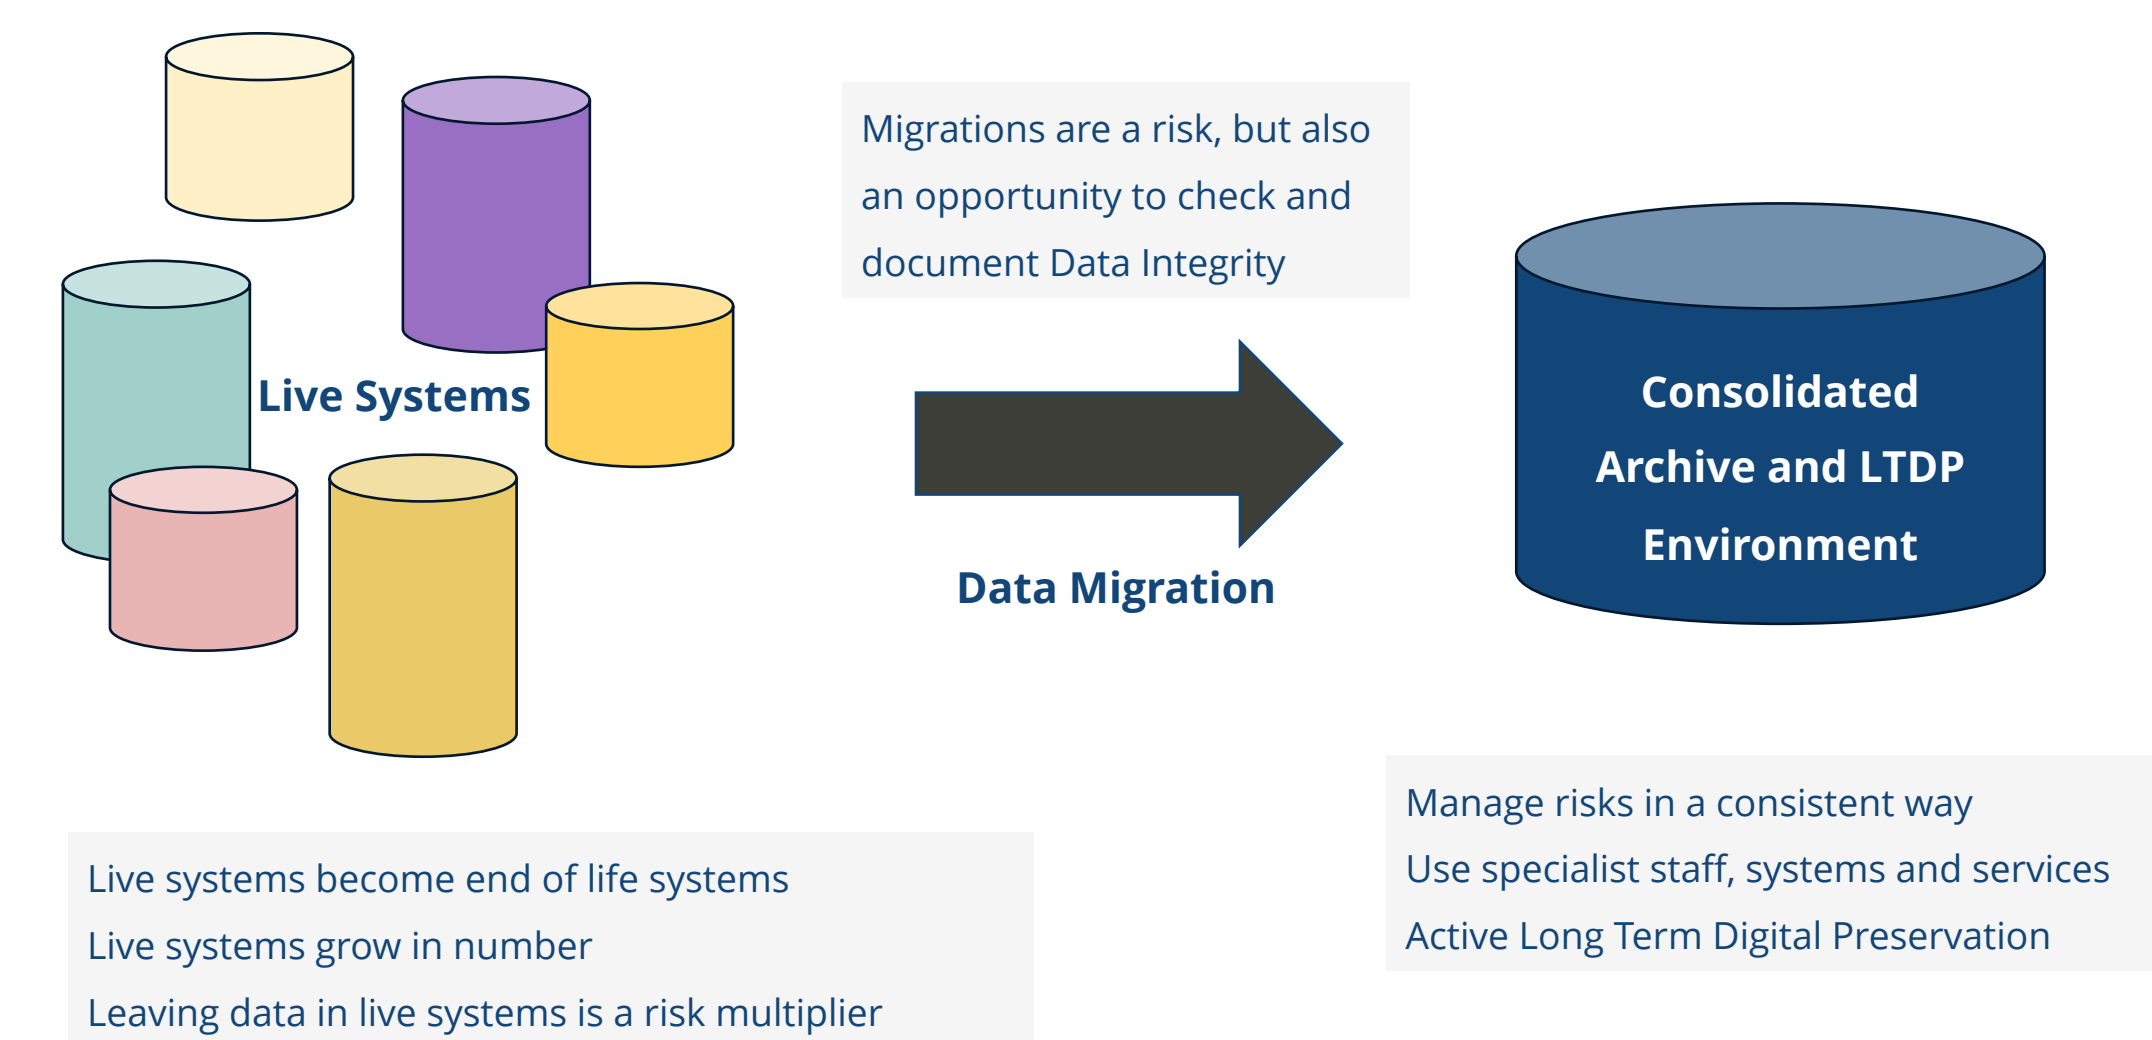 Live Systems
Migrations are a risk, but also
an opportunity to check and
document Data Integrity
Data Migration
Consolidated
Archive and LTDP
Environment
Live systems become end of life systems
Live systems grow in number
Leaving data in live systems is a risk multiplier
Manage risks in a consistent way
Use specialist staff, systems and services
Active Long Term Digital Preservation